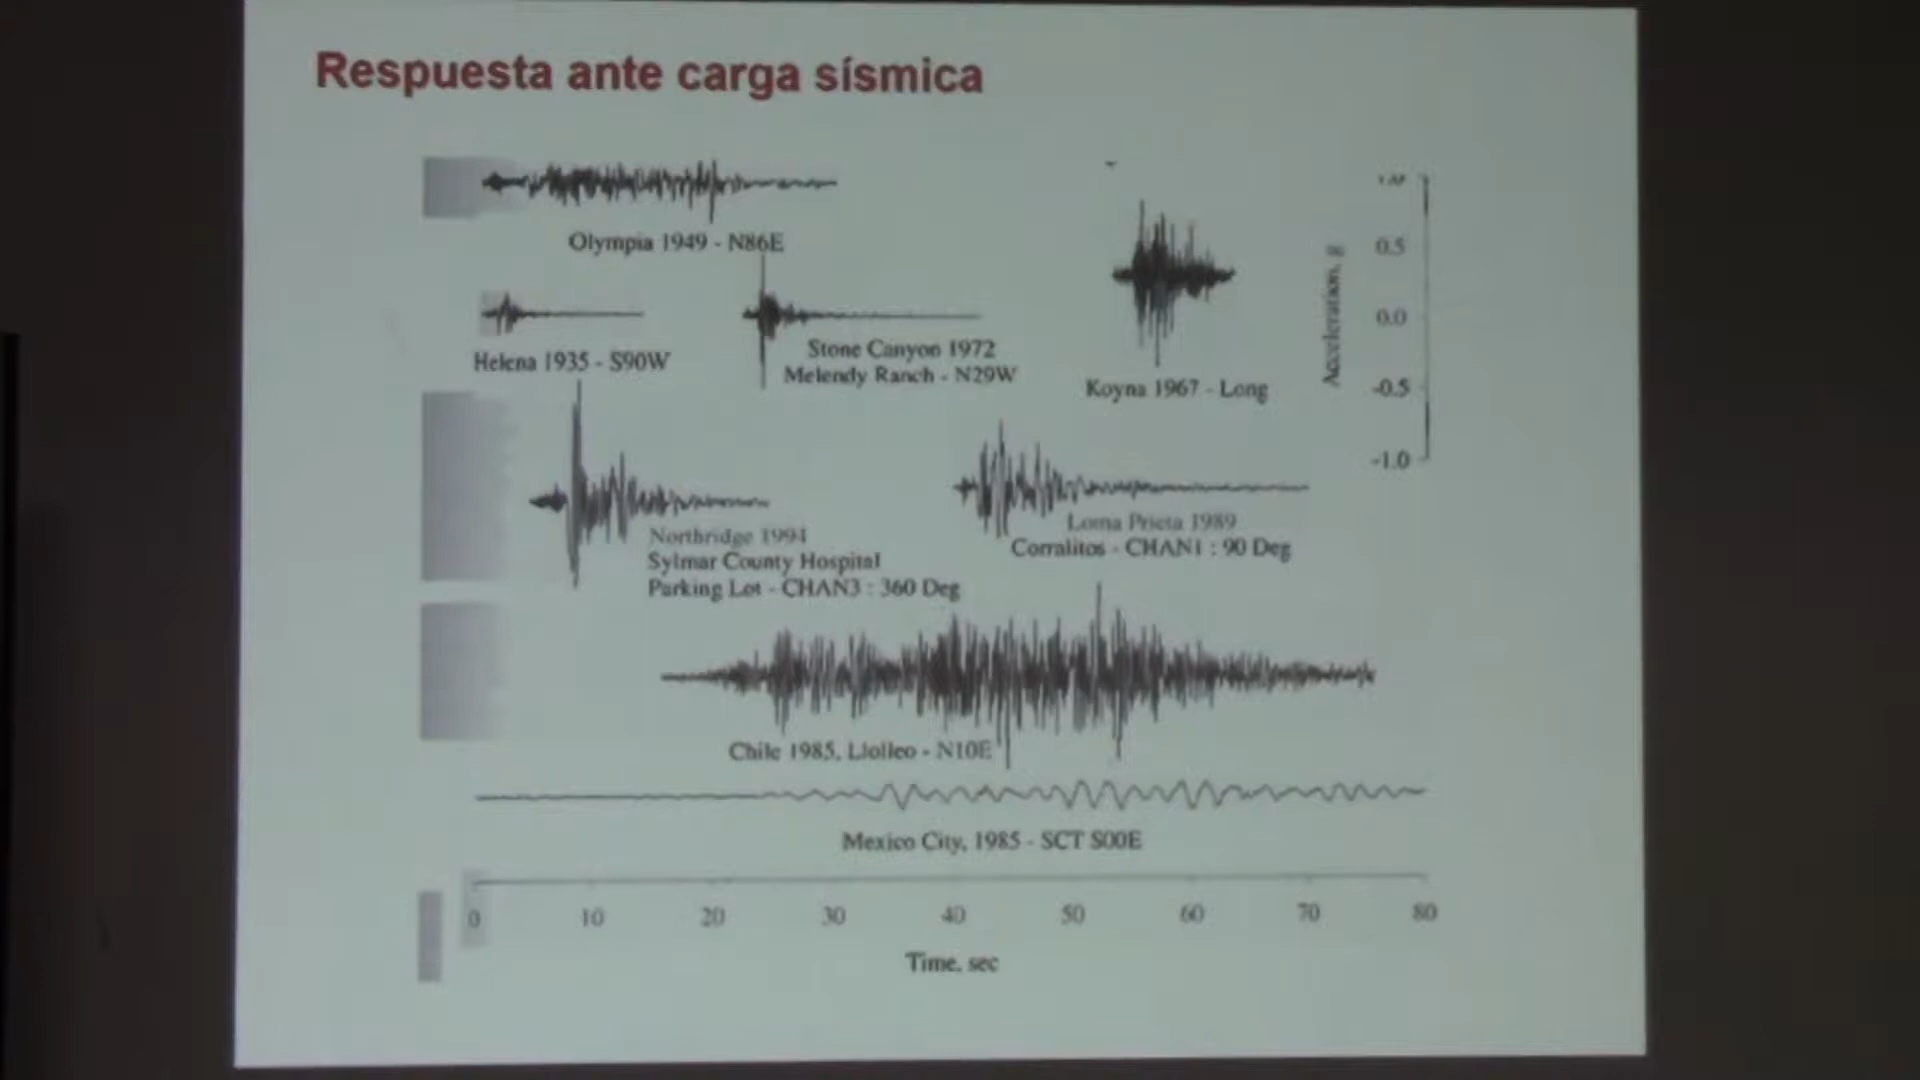 Respuesta ante carga sísmica
Olympia 1949 - N86E
Helena 1935 - S90W
Stone Canyon 1972
Melendy Ranch - N29W
Koyna 1967 - Long
Acceleration, g
0.5
0.0
-0.5
-1.0
Northridge 1994
Sylmar County Hospital
Parking Lot - CHAN3 : 360 Deg
Loma Prieta 1989
Corralitos - CHAN1 : 90 Deg
Chile 1985, Llolleo - N10E
Mexico City, 1985 - SCT S00E
0 10 20 30 40 50 60 70 80
Time, sec